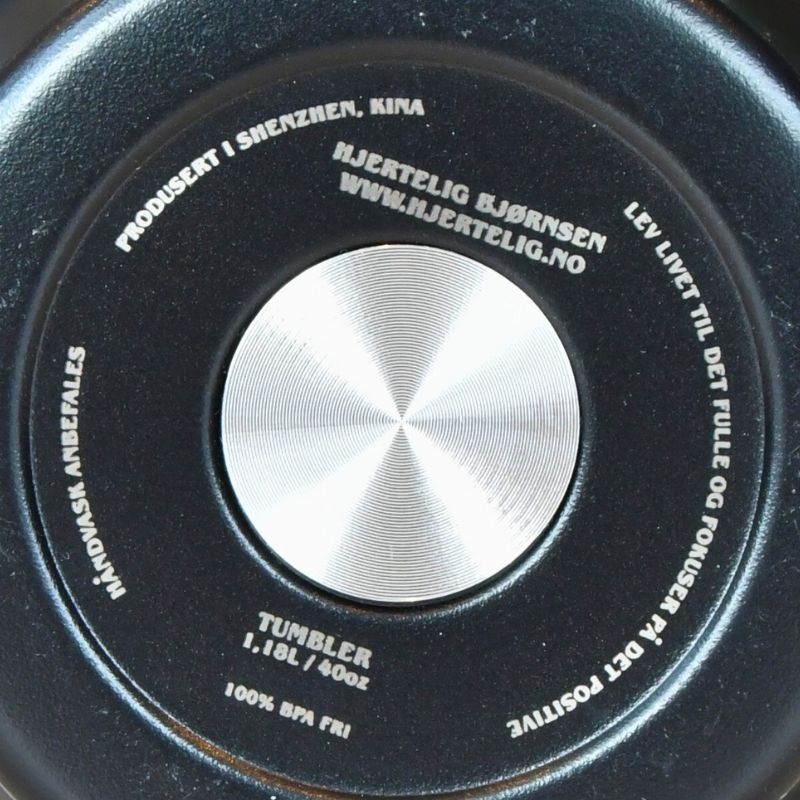 PRODUSERT I SHENZHEN, KINA
HJERTELIG BJØRNSEN
WWW.HJERTELIG.NO
LEV LIVET TIL DET FULLE OG FOKUSER PÅ DET POSITIVE
HÅNDVASK ANBEFALES
TUMBLER
1,18L / 40oz
100% BPA FRI